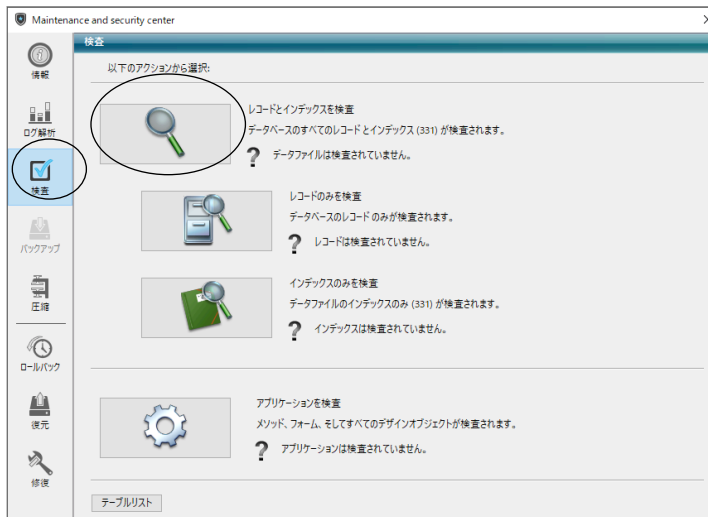 Maintenance and security center
検査
情報
ログ解析
検査
バックアップ
圧縮
ロールバック
復元
修復
以下のアクションから選択:
レコードとインデックスを検査
データベースのすべてのレコードとインデックス (331) が検査されます。
? データファイルは検査されていません。
レコードのみを検査
データベースのレコードのみが検査されます。
? レコードは検査されていません。
インデックスのみを検査
データファイルのインデックスのみ (331) が検査されます。
? インデックスは検査されていません。
アプリケーションを検査
メソッド、フォーム、そしてすべてのデザインオブジェクトが検査されます。
? アプリケーションは検査されていません。
テーブルリスト